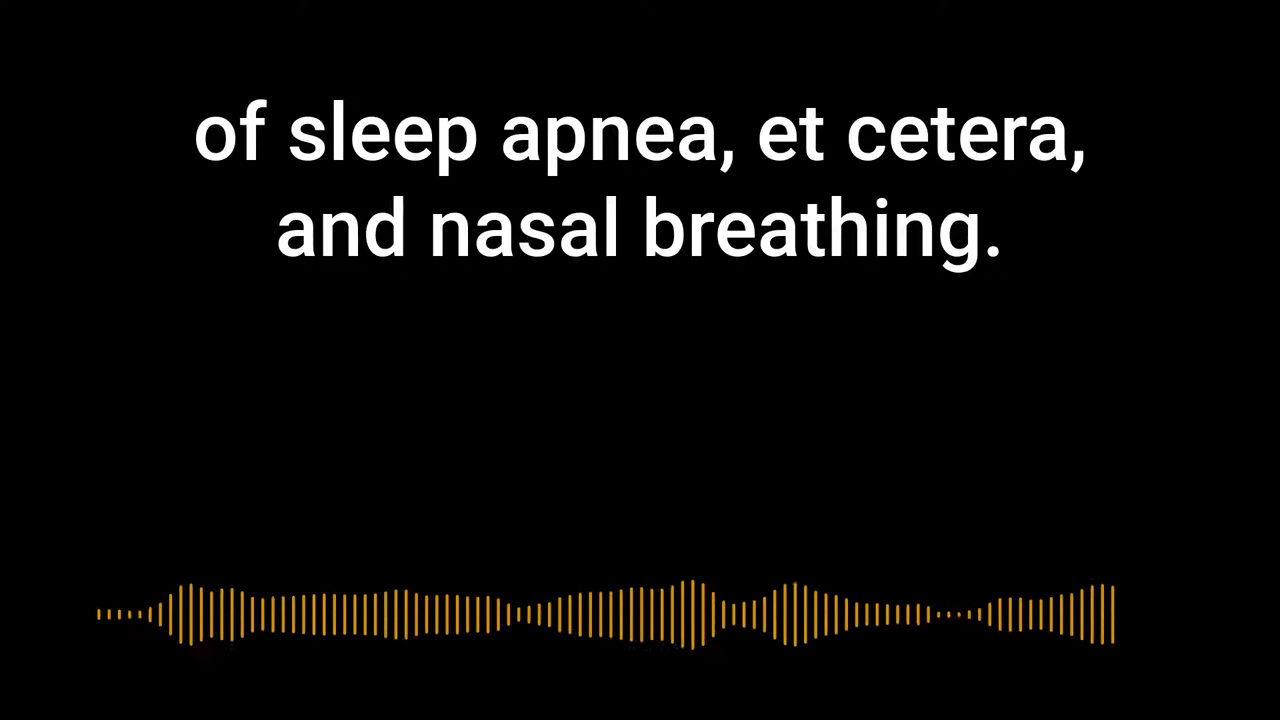 of sleep apnea, et cetera,
and nasal breathing.